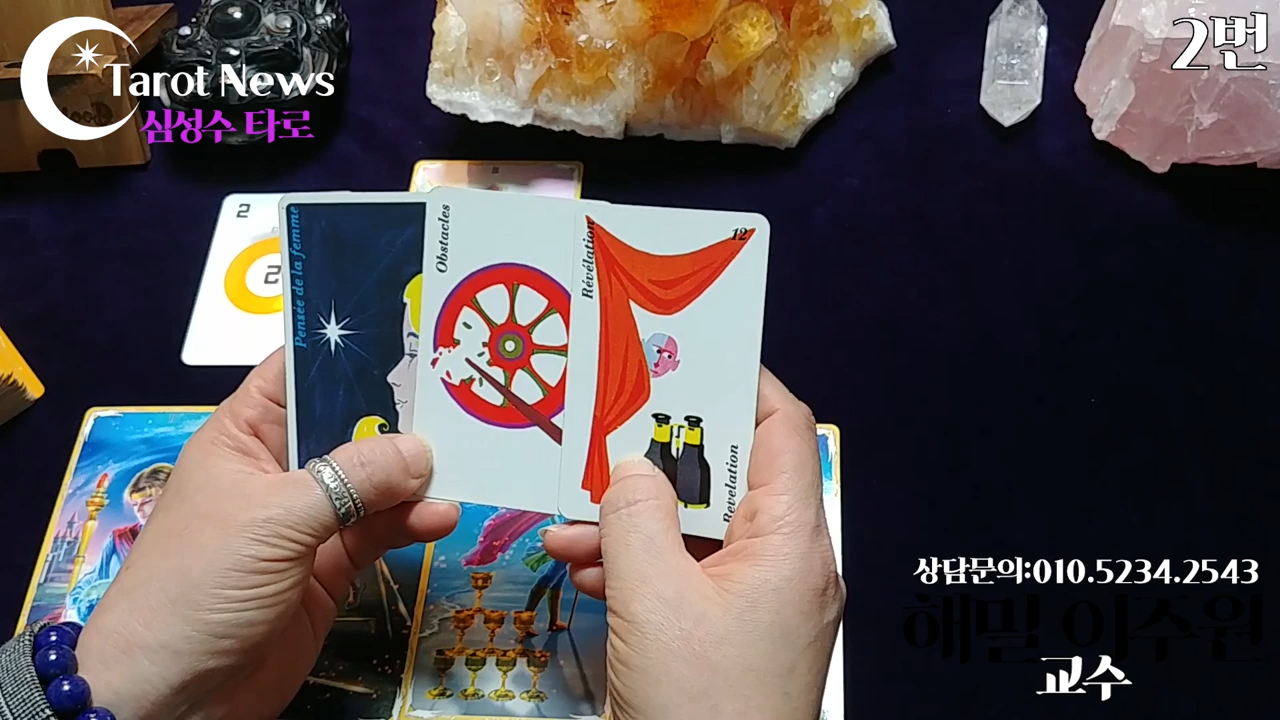 Tarot News
심성수 타로
2번
2
2
Pensée de la femme
Obstacles
Révélation
12
Revelation
상담문의:010.5234.2543
해밀 이주원
교수